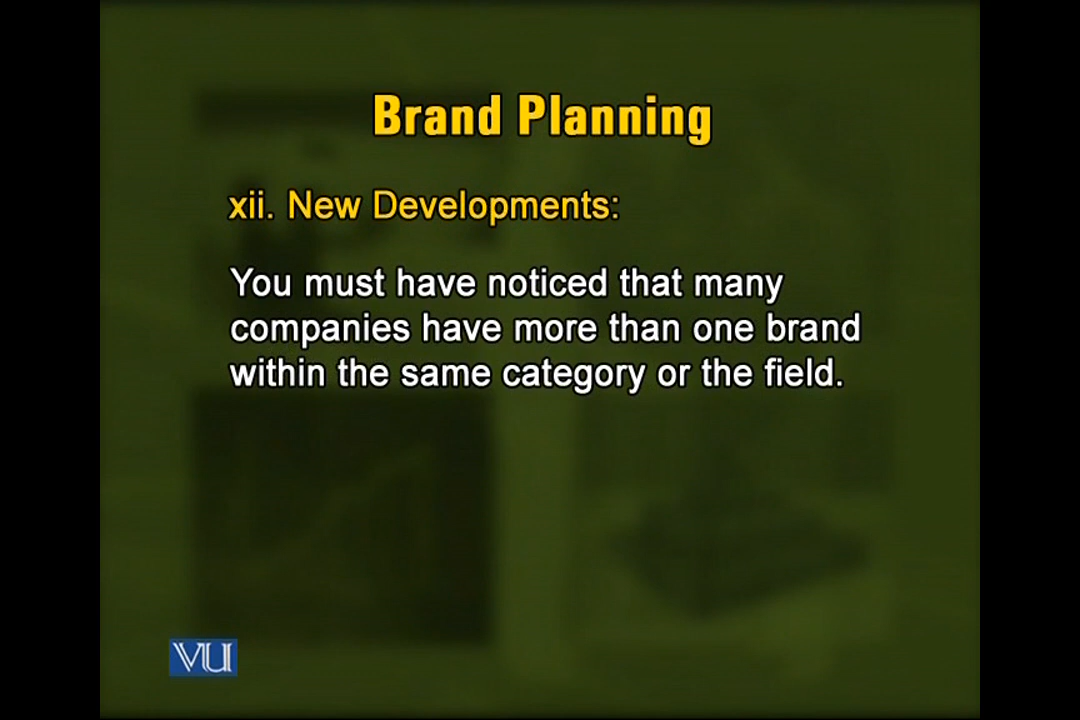 Brand Planning
xii. New Developments:
You must have noticed that many
companies have more than one brand
within the same category or the field.
VU